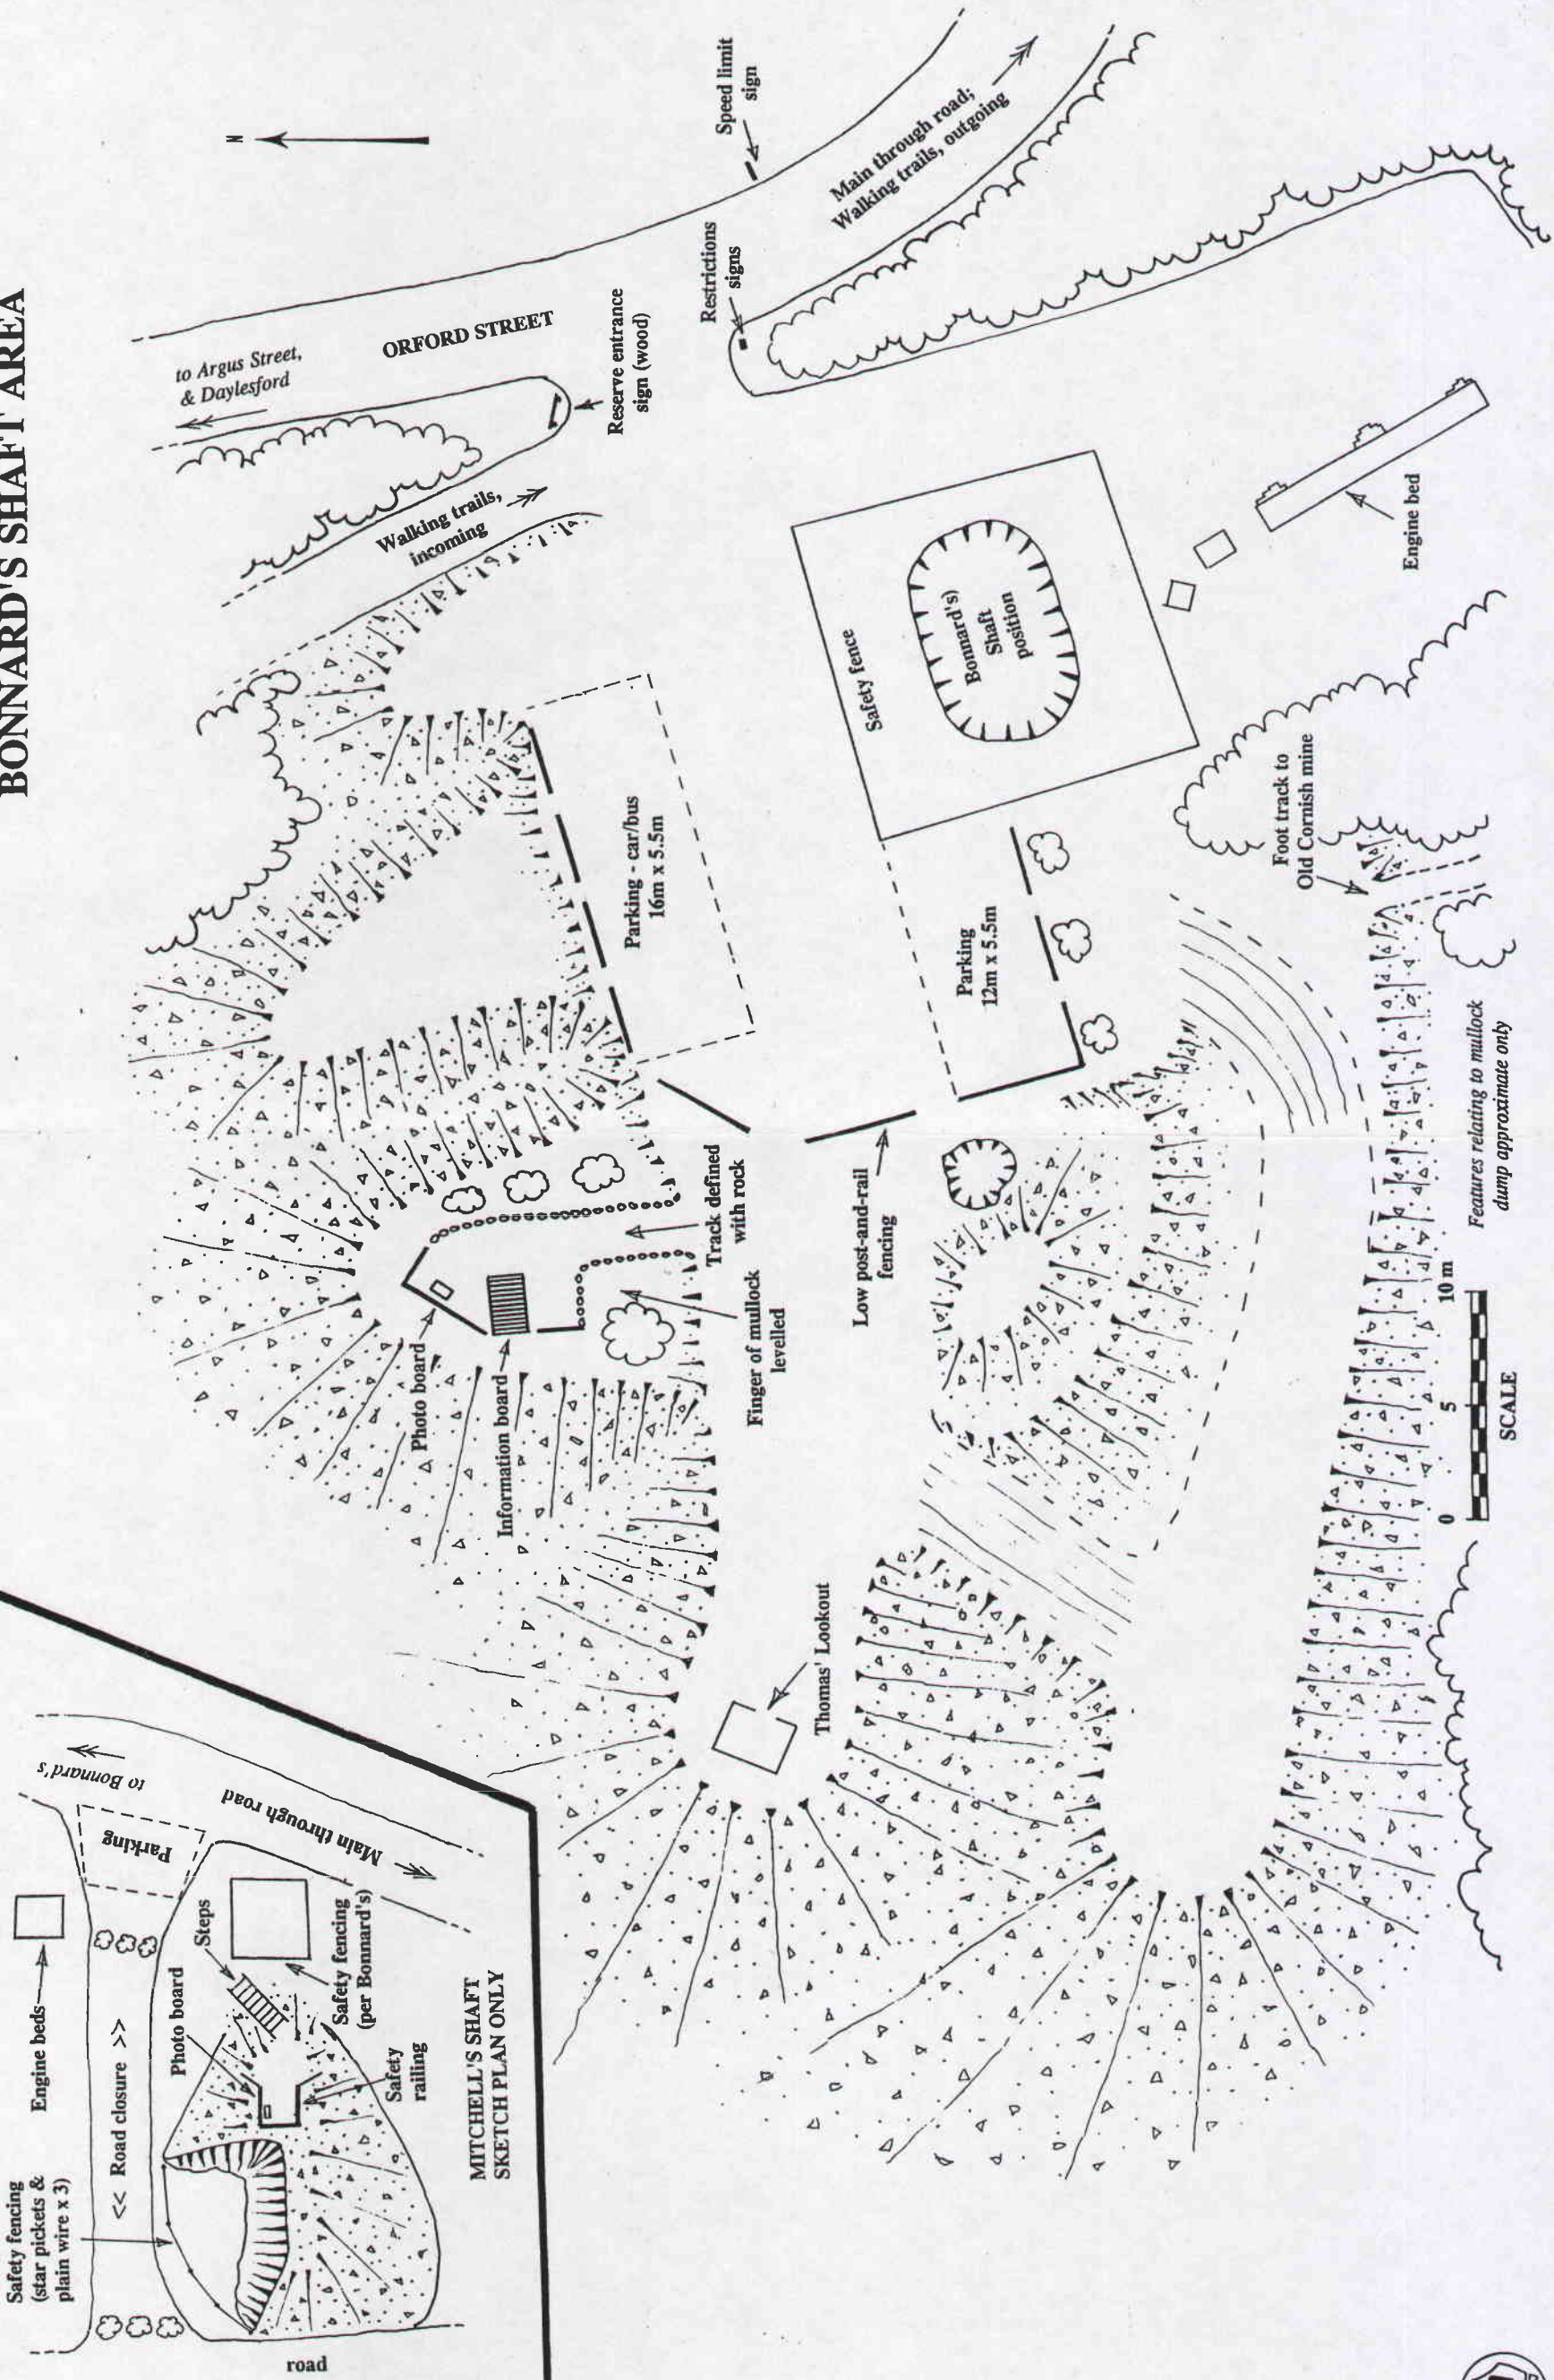 BONNARD'S SHAFT AREA
N
to Argus Street,
& Daylesford
ORFORD STREET
Walking trails,
incoming
Reserve entrance
sign (wood)
Speed limit
sign
Restrictions
signs
Main through road;
Walking trails, outgoing
Parking - car/bus
16m x 5.5m
Safety fence
Bonnard's)
Shaft
position
Engine bed
Parking
12m x 5.5m
Foot track to
Old Cornish mine
Photo board
Information board
Track defined
with rock
Finger of mullock
levelled
Low post-and-rail
fencing
Thomas' Lookout
Features relating to mullock
dump approximate only
0
5
10 m
SCALE
Safety fencing
(star pickets &
plain wire x 3)
Engine beds
<< Road closure >>
Parking
to Bonnard's
Main through road
Steps
Photo board
Safety fencing
(per Bonnard's)
Safety
railing
road
MITCHELL'S SHAFT
SKETCH PLAN ONLY